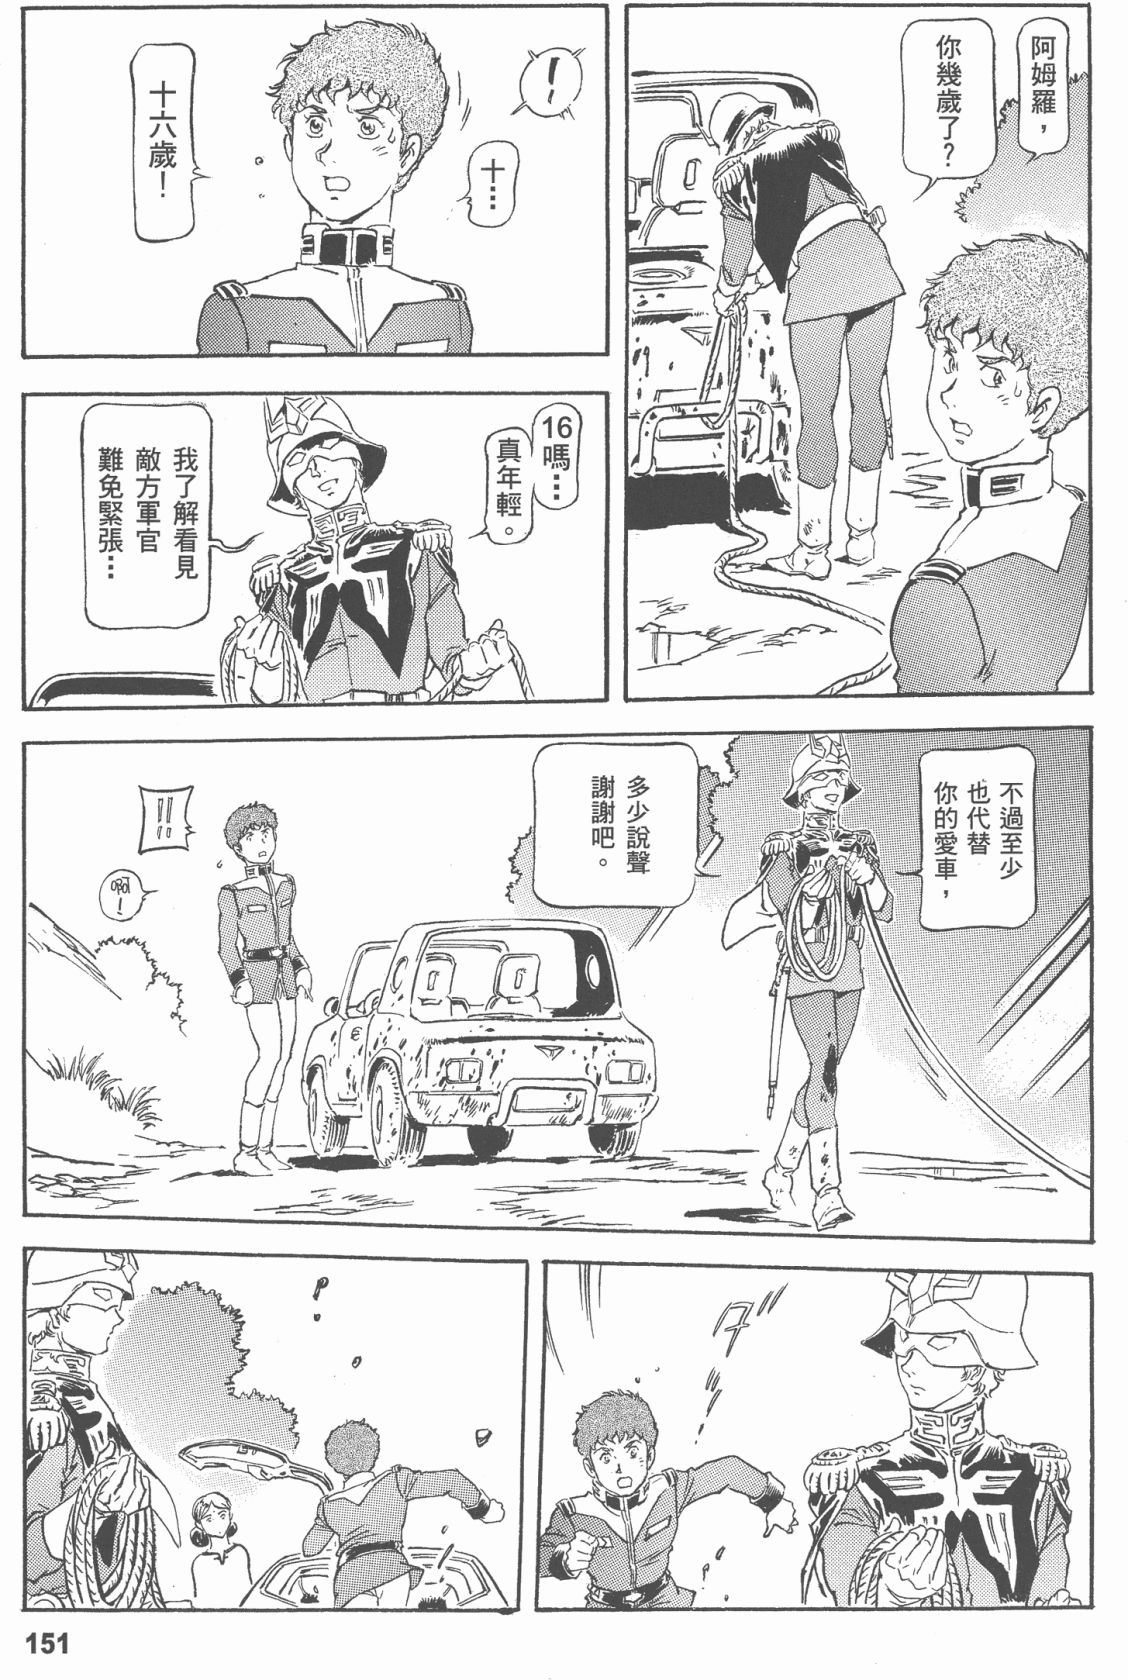 阿姆羅，
你幾歲了？
！
十…
十六歲！
16嗎…
真年輕。
我了解看見
敵方軍官
難免緊張…
不過至少
也代替
你的愛車，
多少說聲
謝謝吧。
!!
啊！
ダ"
151